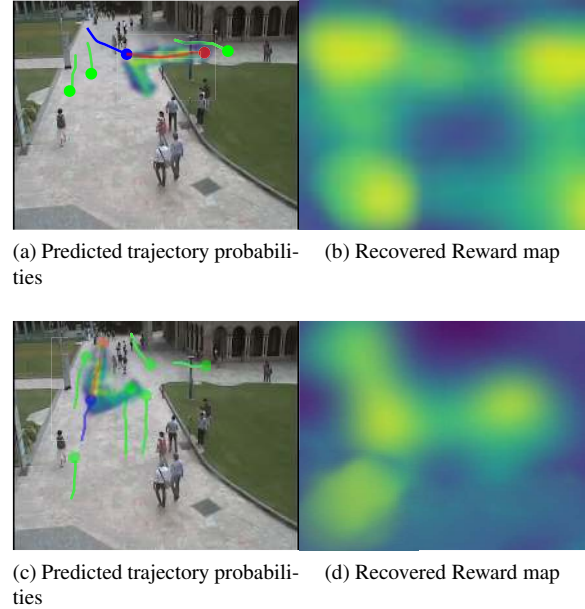 (a) Predicted trajectory probabili-
ties
(b) Recovered Reward map
(c) Predicted trajectory probabili-
ties
(d) Recovered Reward map